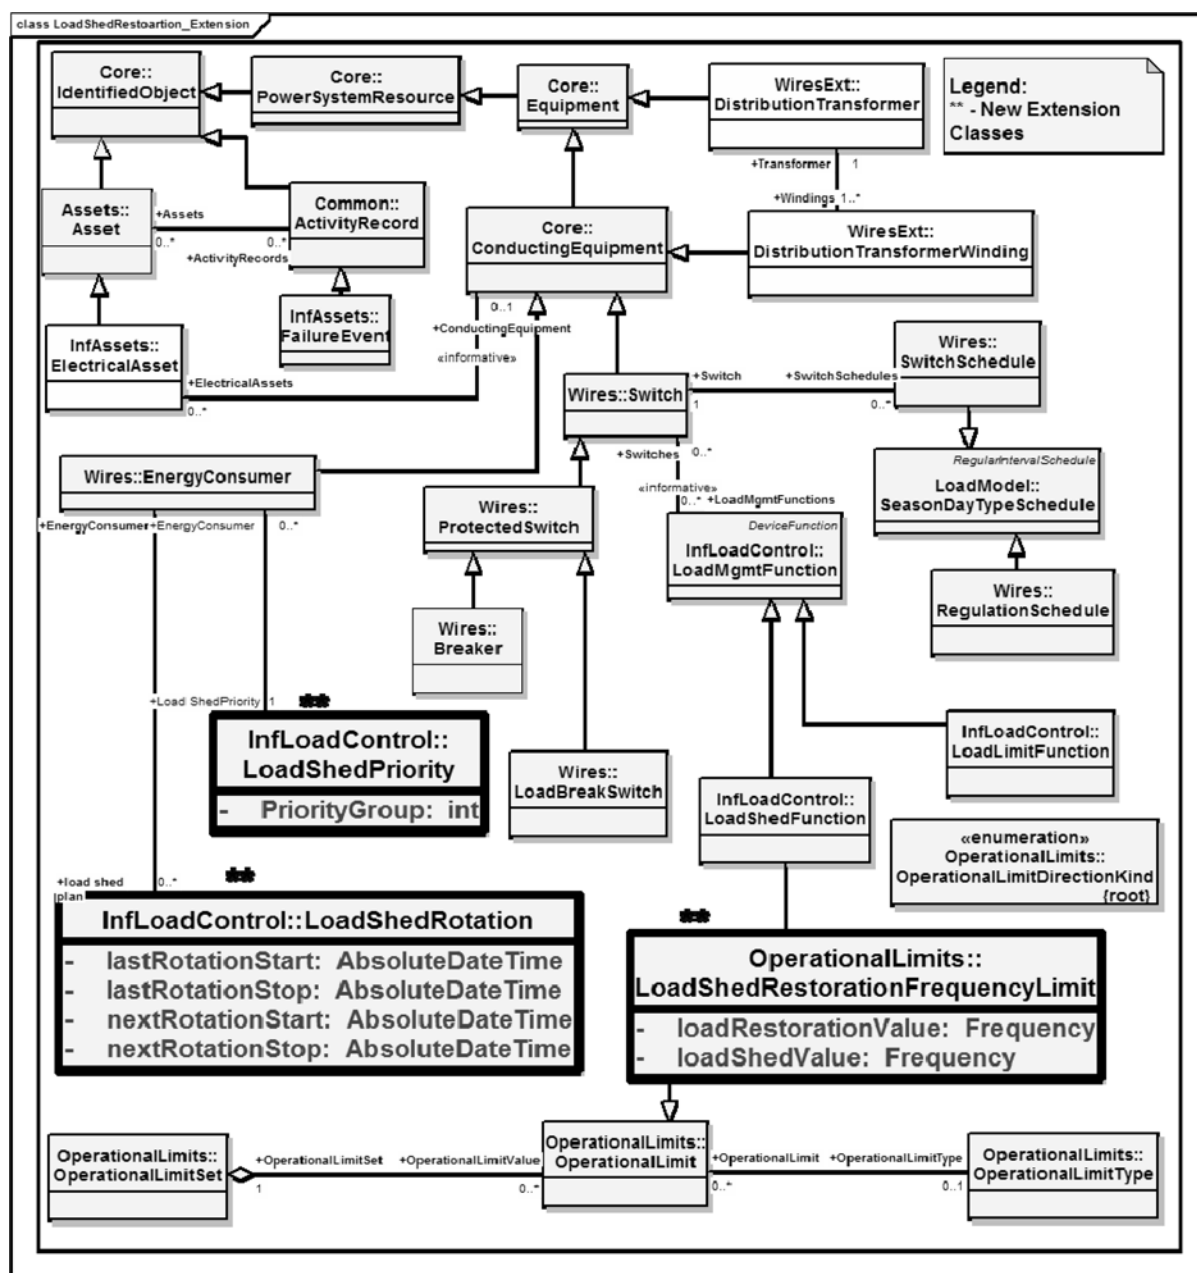 class LoadShedRestoartion_Extension
Core::
IdentifiedObject
Core::
PowerSystemResource
Core::
Equipment
WiresExt::
DistributionTransformer
Legend:
** - New Extension
Classes
+Transformer 1
+Windings 1..*
Assets::
Asset
+Assets
0..*
0..*
+ActivityRecords
Common::
ActivityRecord
Core::
ConductingEquipment
WiresExt::
DistributionTransformerWinding
InfAssets::
FailureEvent
0..1
+ConductingEquipment
«informative»
InfAssets::
ElectricalAsset
+ElectricalAssets
0..*
Wires::Switch
+Switch
1
+SwitchSchedules
0..*
Wires::
SwitchSchedule
+Switches 0..*
«informative»
0..* +LoadMgmtFunctions
RegularIntervalSchedule
LoadModel::
SeasonDayTypeSchedule
Wires::EnergyConsumer
+EnergyConsumer +EnergyConsumer 0..*
Wires::
ProtectedSwitch
DeviceFunction
InfLoadControl::
LoadMgmtFunction
Wires::
RegulationSchedule
Wires::
Breaker
+Load ShedPriority 1
**
InfLoadControl::
LoadShedPriority
- PriorityGroup: int
Wires::
LoadBreakSwitch
InfLoadControl::
LoadLimitFunction
InfLoadControl::
LoadShedFunction
«enumeration»
OperationalLimits::
OperationalLimitDirectionKind
{root}
+load shed
plan
0..*
**
InfLoadControl::LoadShedRotation
- lastRotationStart: AbsoluteDateTime
- lastRotationStop: AbsoluteDateTime
- nextRotationStart: AbsoluteDateTime
- nextRotationStop: AbsoluteDateTime
**
OperationalLimits::
LoadShedRestorationFrequencyLimit
- loadRestorationValue: Frequency
- loadShedValue: Frequency
OperationalLimits::
OperationalLimitSet
+OperationalLimitSet
1
+OperationalLimitValue
0..*
OperationalLimits::
OperationalLimit
+OperationalLimit
0..*
+OperationalLimitType
0..1
OperationalLimits::
OperationalLimitType